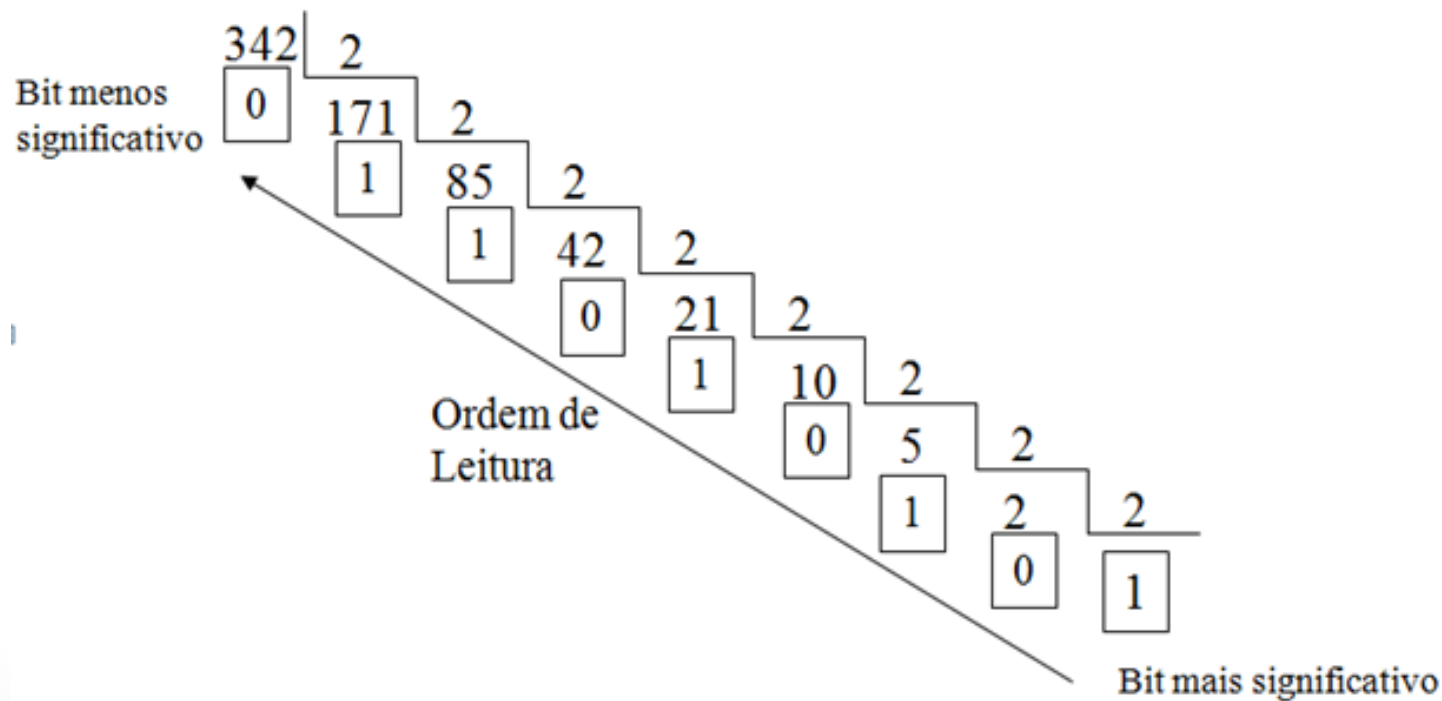 342 2
Bit menos
significativo
0 171 2
1 85 2
1 42 2
0 21 2
1 10 2
Ordem de
Leitura
0 5 2
1 2 2
0 1
Bit mais significativo